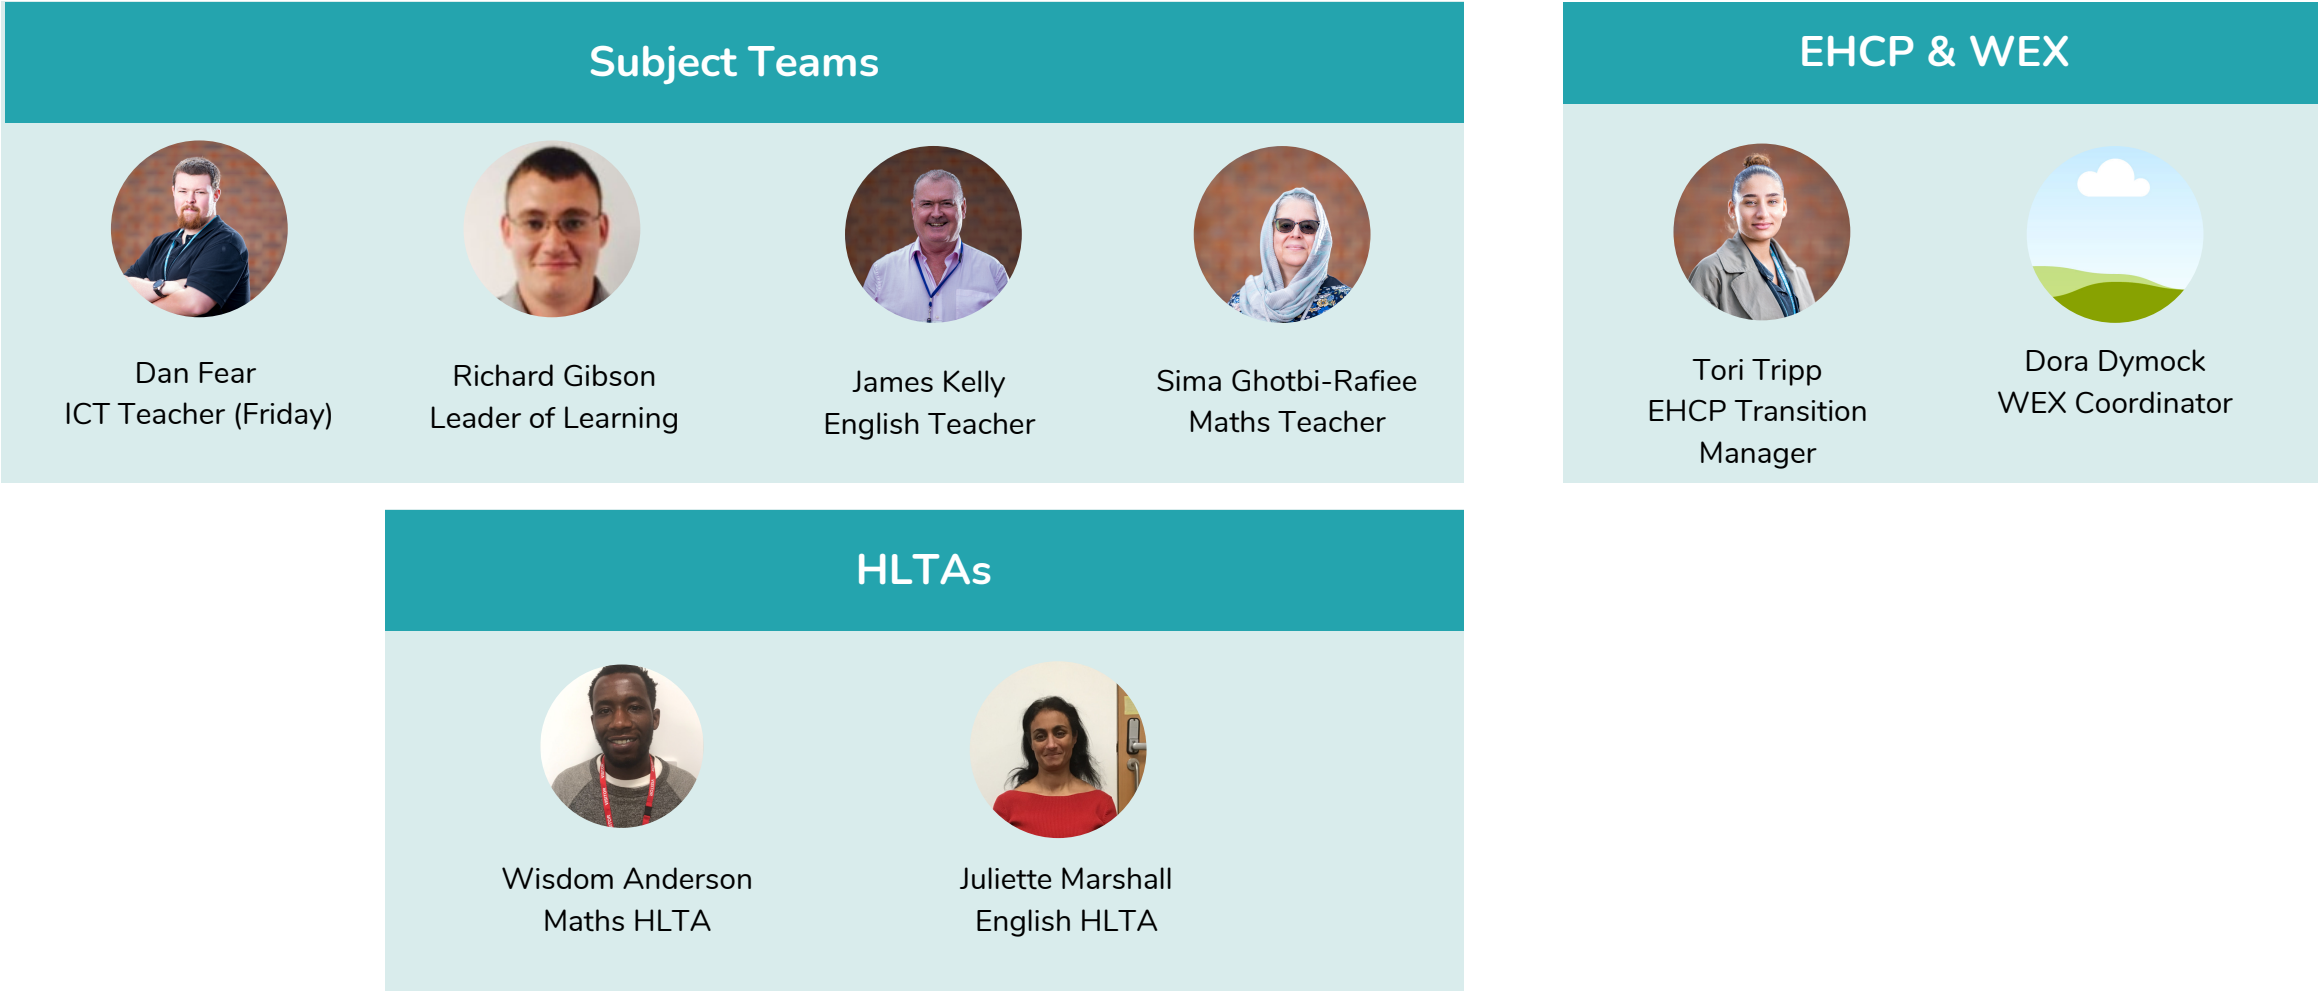 Subject Teams
Dan Fear
ICT Teacher (Friday)
Richard Gibson
Leader of Learning
James Kelly
English Teacher
Sima Ghotbi-Rafiee
Maths Teacher
EHCP & WEX
Tori Tripp
EHCP Transition
Manager
Dora Dymock
WEX Coordinator
HLTAs
Wisdom Anderson
Maths HLTA
Juliette Marshall
English HLTA